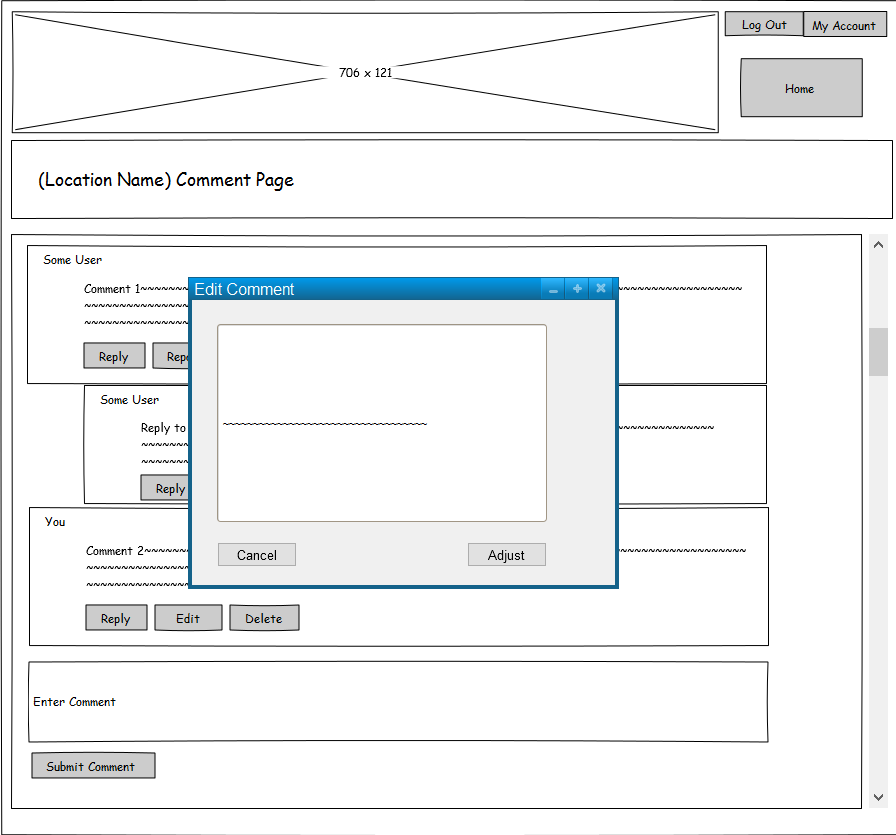 Log Out
My Account
706 x 121
Home
(Location Name) Comment Page
Some User
Comment 1~~~~~~~~ ~~~~~~~~~~~~~~~~~~~~
~~~~~~~~~~~~~~~~~
~~~~~~~~~~~~~~~~~
Reply
Edit Comment
Some User
Reply to ~~~~~~~~~~~~~~~
~~~~~~~~
~~~~~~~~
Reply
~~~~~~~~~~~~~~~~~~~~~~~~~~~~~~~~~
Cancel
Adjust
You
Comment 2~~~~~~~~ ~~~~~~~~~~~~~~~~~~~~
~~~~~~~~~~~~~~~~~
~~~~~~~~~~~~~~~~~
Reply
Edit
Delete
Enter Comment
Submit Comment